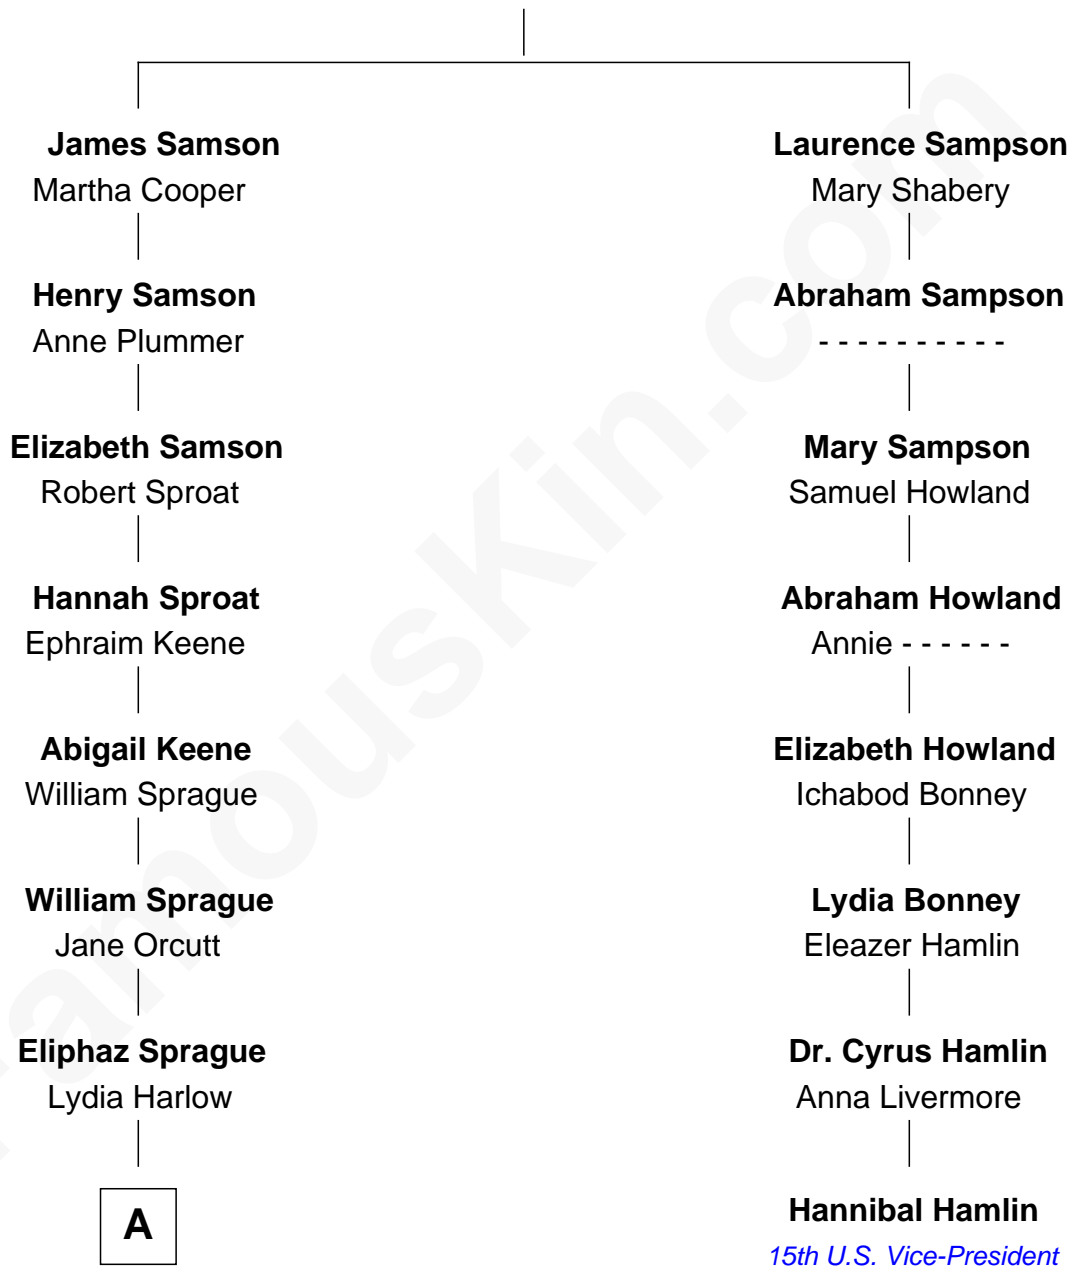 James Samson
Martha Cooper
Laurence Sampson
Mary Shabery
Henry Samson
Anne Plummer
Abraham Sampson
- - - - - - - - - -
Elizabeth Samson
Robert Sproat
Mary Sampson
Samuel Howland
Hannah Sproat
Ephraim Keene
Abraham Howland
Annie - - - - - -
Abigail Keene
William Sprague
Elizabeth Howland
Ichabod Bonney
William Sprague
Jane Orcutt
Lydia Bonney
Eleazer Hamlin
Eliphaz Sprague
Lydia Harlow
Dr. Cyrus Hamlin
Anna Livermore
A
Hannibal Hamlin
15th U.S. Vice-President
FamousKin.com